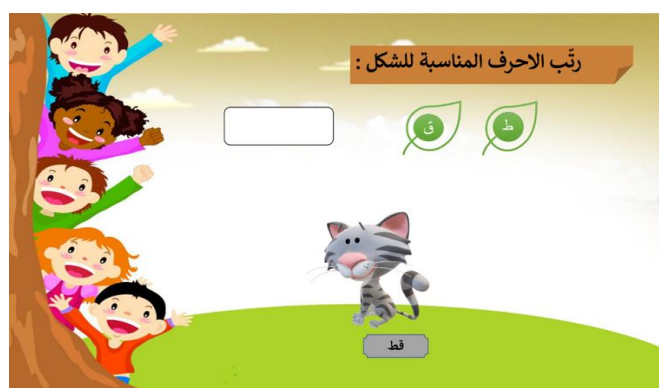 رتَّب الاحرف المناسبة للشكل :
ط ق
قط